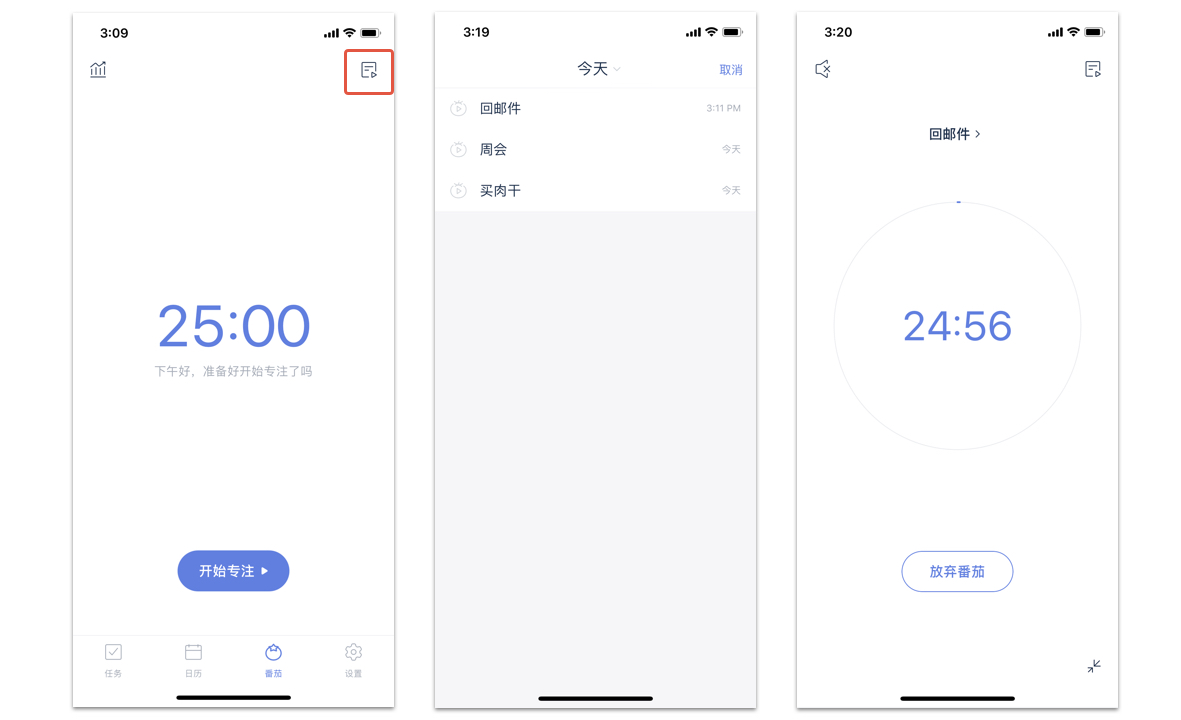 3:09
25:00
下午好，准备好开始专注了吗
开始专注
任务
日历
番茄
设置
3:19
今天
取消
回邮件
3:11 PM
周会
今天
买肉干
今天
3:20
回邮件
24:56
放弃番茄